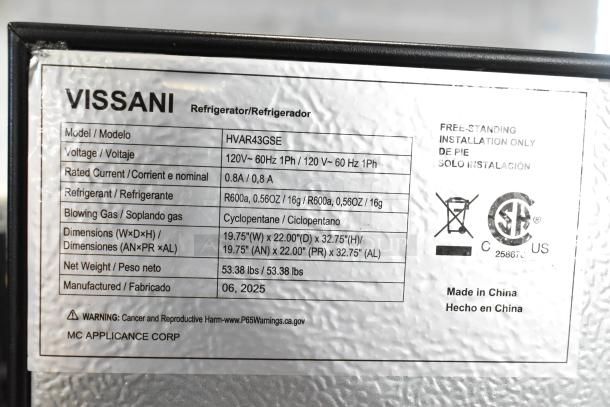 VISSANI Refrigerator/Refrigerador
Model / Modelo HVAR43GSE
Voltage / Voltaje 120V~ 60Hz 1Ph / 120 V~ 60 Hz 1Ph
Rated Current / Corrient e nominal 0.8A / 0,8 A
Refrigerant / Refrigerante R600a, 0.56OZ / 16g / R600a, 0,56OZ / 16g
Blowing Gas / Soplando gas Cyclopentane / Ciclopentano
Dimensions (W×D×H) / 19.75"(W) x 22.00"(D) x 32.75"(H)/
Dimensiones (AN×PR ×AL) 19.75" (AN) x 22.00" (PR) x 32.75" (AL)
Net Weight / Peso neto 53.38 lbs / 53.38 lbs
Manufactured / Fabricado 06, 2025
⚠ WARNING: Cancer and Reproductive Harm-www.P65Warnings.ca.gov
MC APPLICANCE CORP
FREE-STANDING
INSTALLATION ONLY
DE PIE
SOLO INSTALACIÓN
®
C US
Made in China
Hecho en China